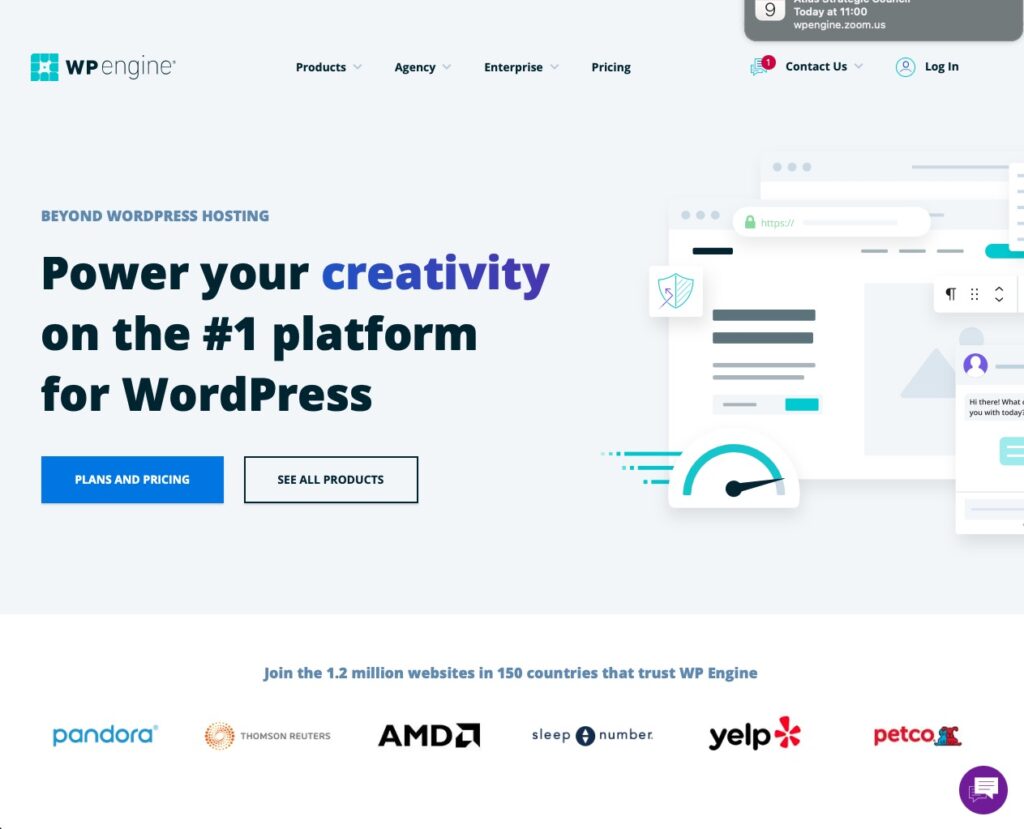 9
Atlas Strategic Council
Today at 11:00
wpengine.zoom.us
WP engine®
Products
Agency
Enterprise
Pricing
1
Contact Us
Log In
BEYOND WORDPRESS HOSTING
Power your creativity
on the #1 platform
for WordPress
PLANS AND PRICING
SEE ALL PRODUCTS
https://
¶
Hi there! What
you with today?
Join the 1.2 million websites in 150 countries that trust WP Engine
pandora®
THOMSON REUTERS
AMD
sleep number.
yelp
petco